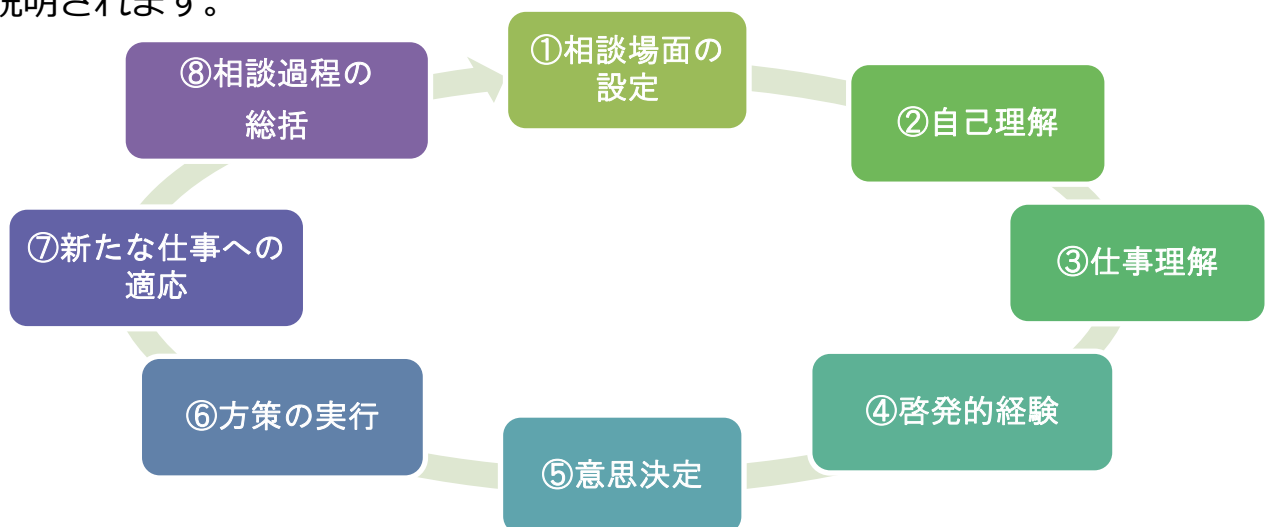 説明されます。
①相談場面の
設定
②自己理解
③仕事理解
④啓発的経験
⑤意思決定
⑥方策の実行
⑦新たな仕事への
適応
⑧相談過程の
総括